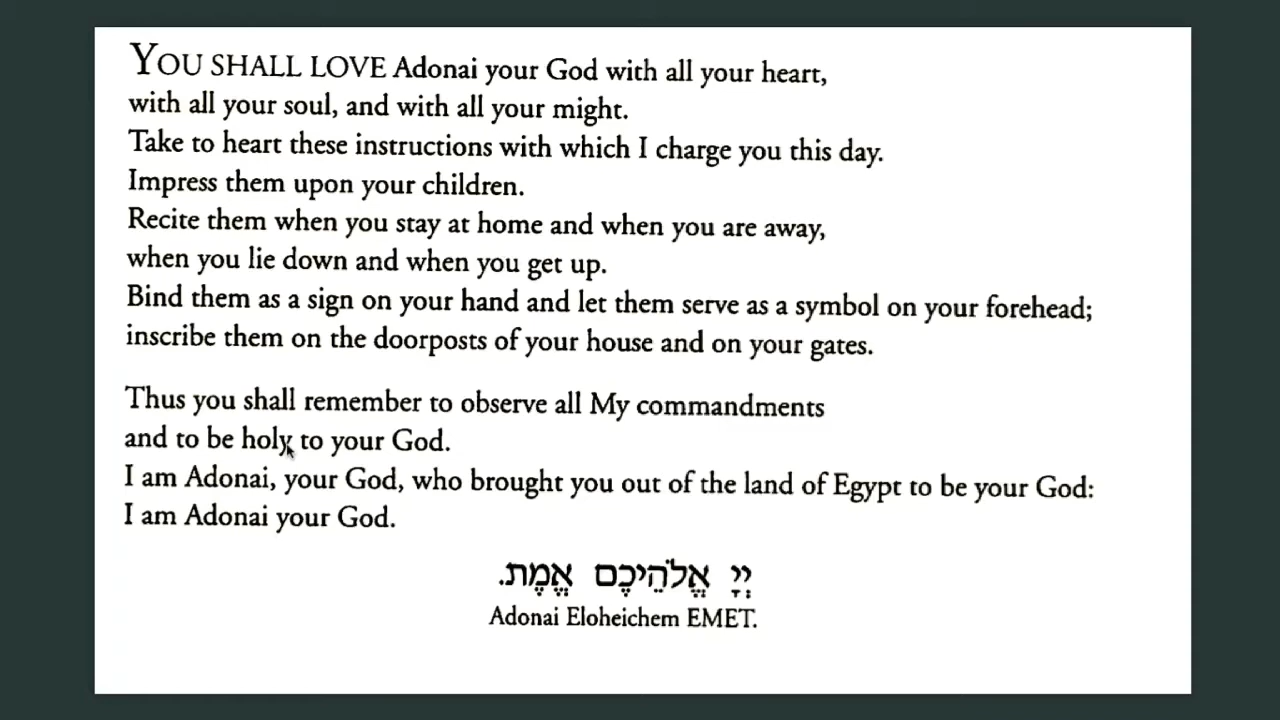 YOU SHALL LOVE Adonai your God with all your heart,
with all your soul, and with all your might.
Take to heart these instructions with which I charge you this day.
Impress them upon your children.
Recite them when you stay at home and when you are away,
when you lie down and when you get up.
Bind them as a sign on your hand and let them serve as a symbol on your forehead;
inscribe them on the doorposts of your house and on your gates.
Thus you shall remember to observe all My commandments
and to be holy to your God.
I am Adonai, your God, who brought you out of the land of Egypt to be your God:
I am Adonai your God.
יְיָ אֱלֹהֵיכֶם אֱמֶת.
Adonai Eloheichem EMET.